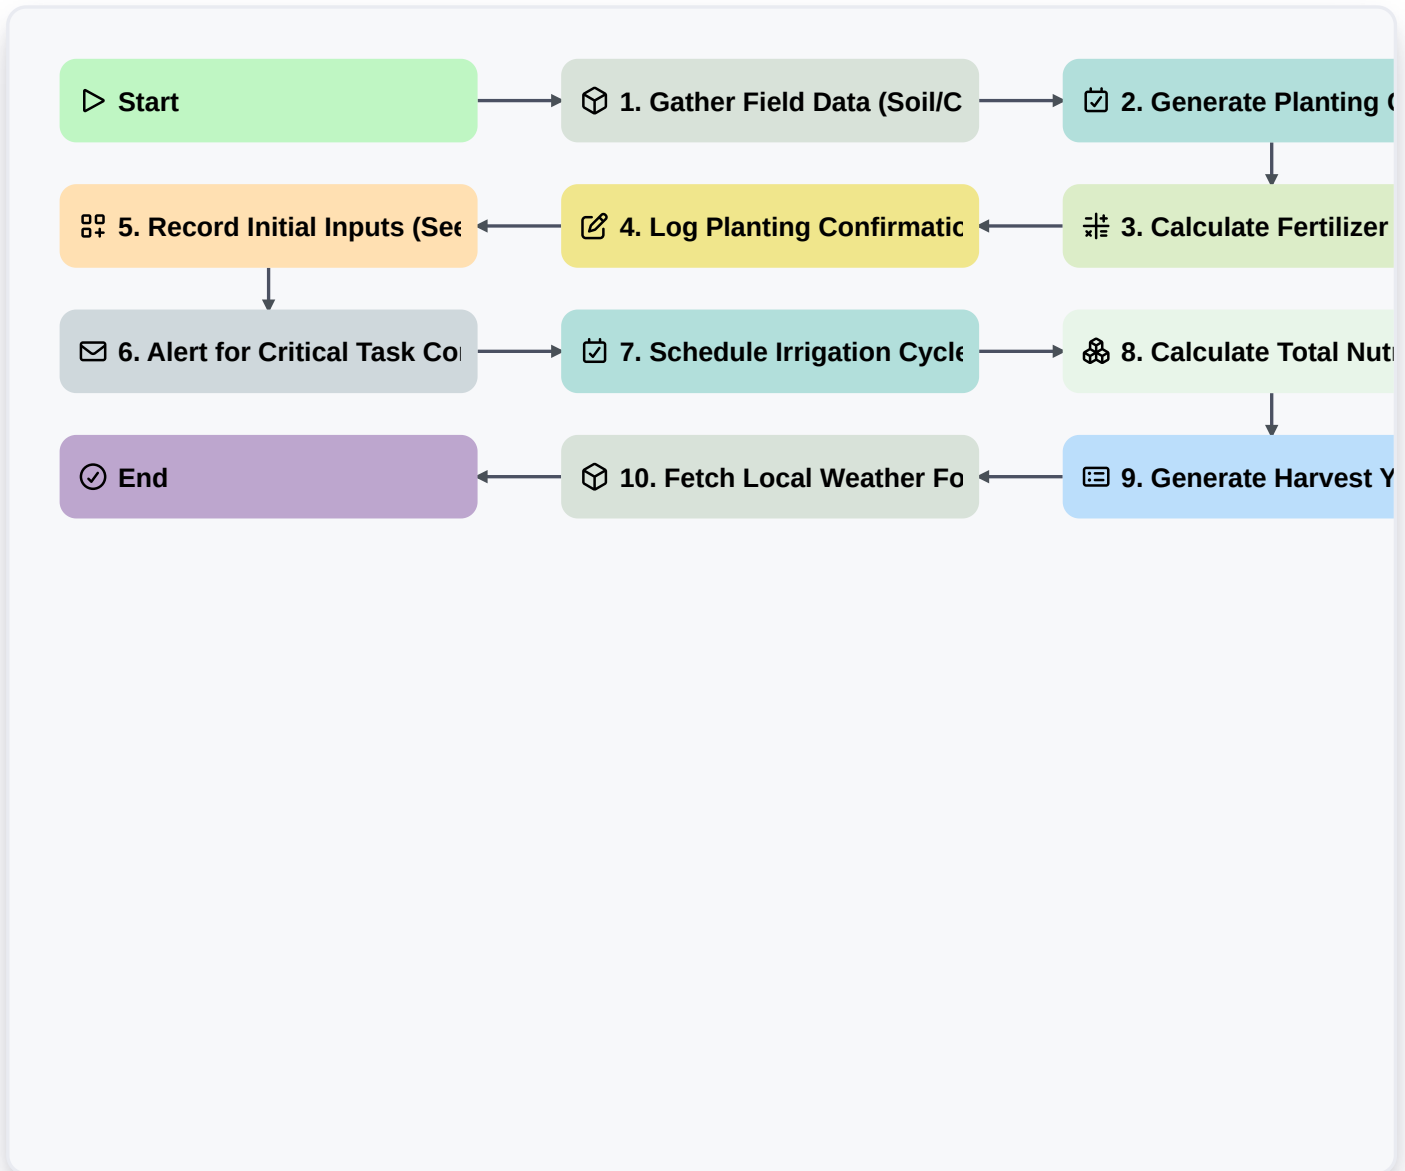 Start
1. Gather Field Data (Soil/C
2. Generate Planting
5. Record Initial Inputs (See
4. Log Planting Confirmatio
3. Calculate Fertilizer
6. Alert for Critical Task Co
7. Schedule Irrigation Cycle
8. Calculate Total Nut
End
10. Fetch Local Weather Fo
9. Generate Harvest Y